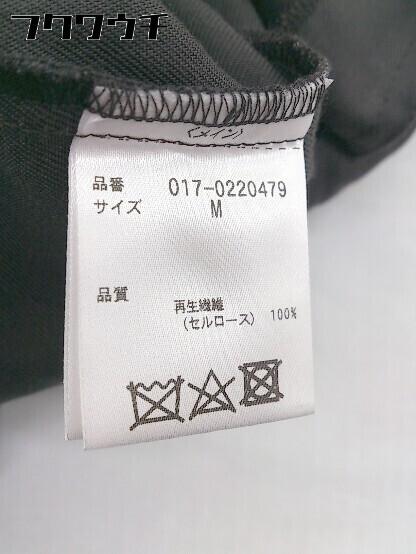 フクワウチ
(メイン)
品番 017-0220479
サイズ M
品質 再生繊維
(セルロース) 100%